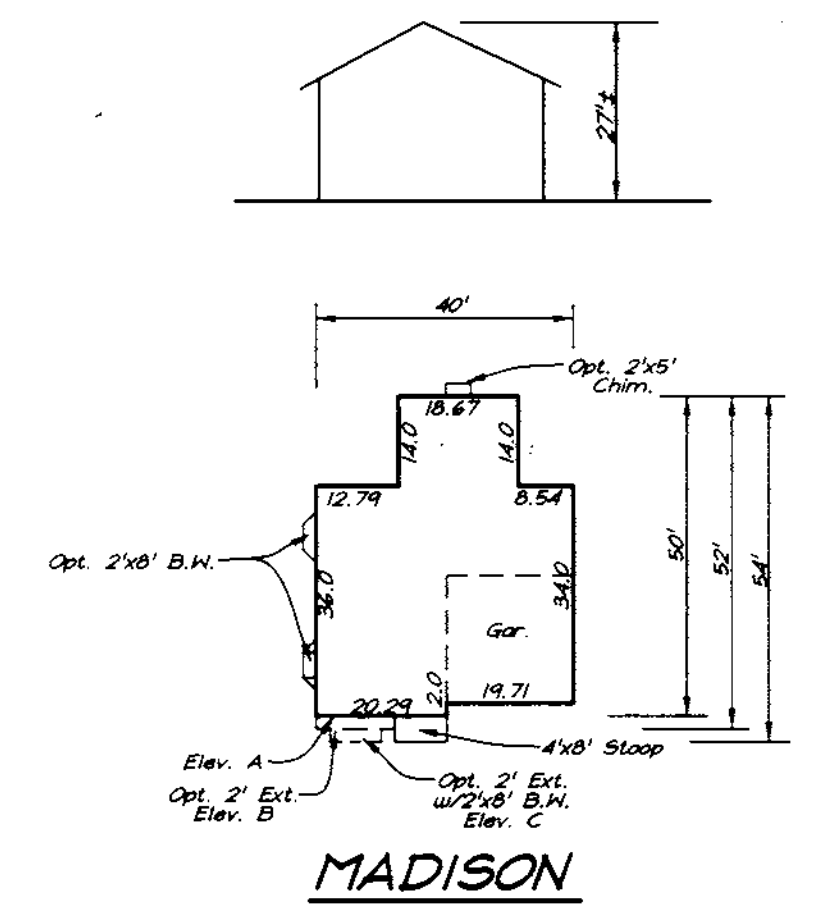 27'±
40'
Opt. 2'x5'
Chim.
18.67
14.0
14.0
12.79
8.54
Opt. 2'x8' B.W.
36.0
34.0
50'
52'
54'
Gar.
2.0
19.71
20.29
Elev. A
4'x8' Stoop
Opt. 2' Ext.
Elev. B
Opt. 2' Ext.
w/2'x8' B.W.
Elev. C
MADISON